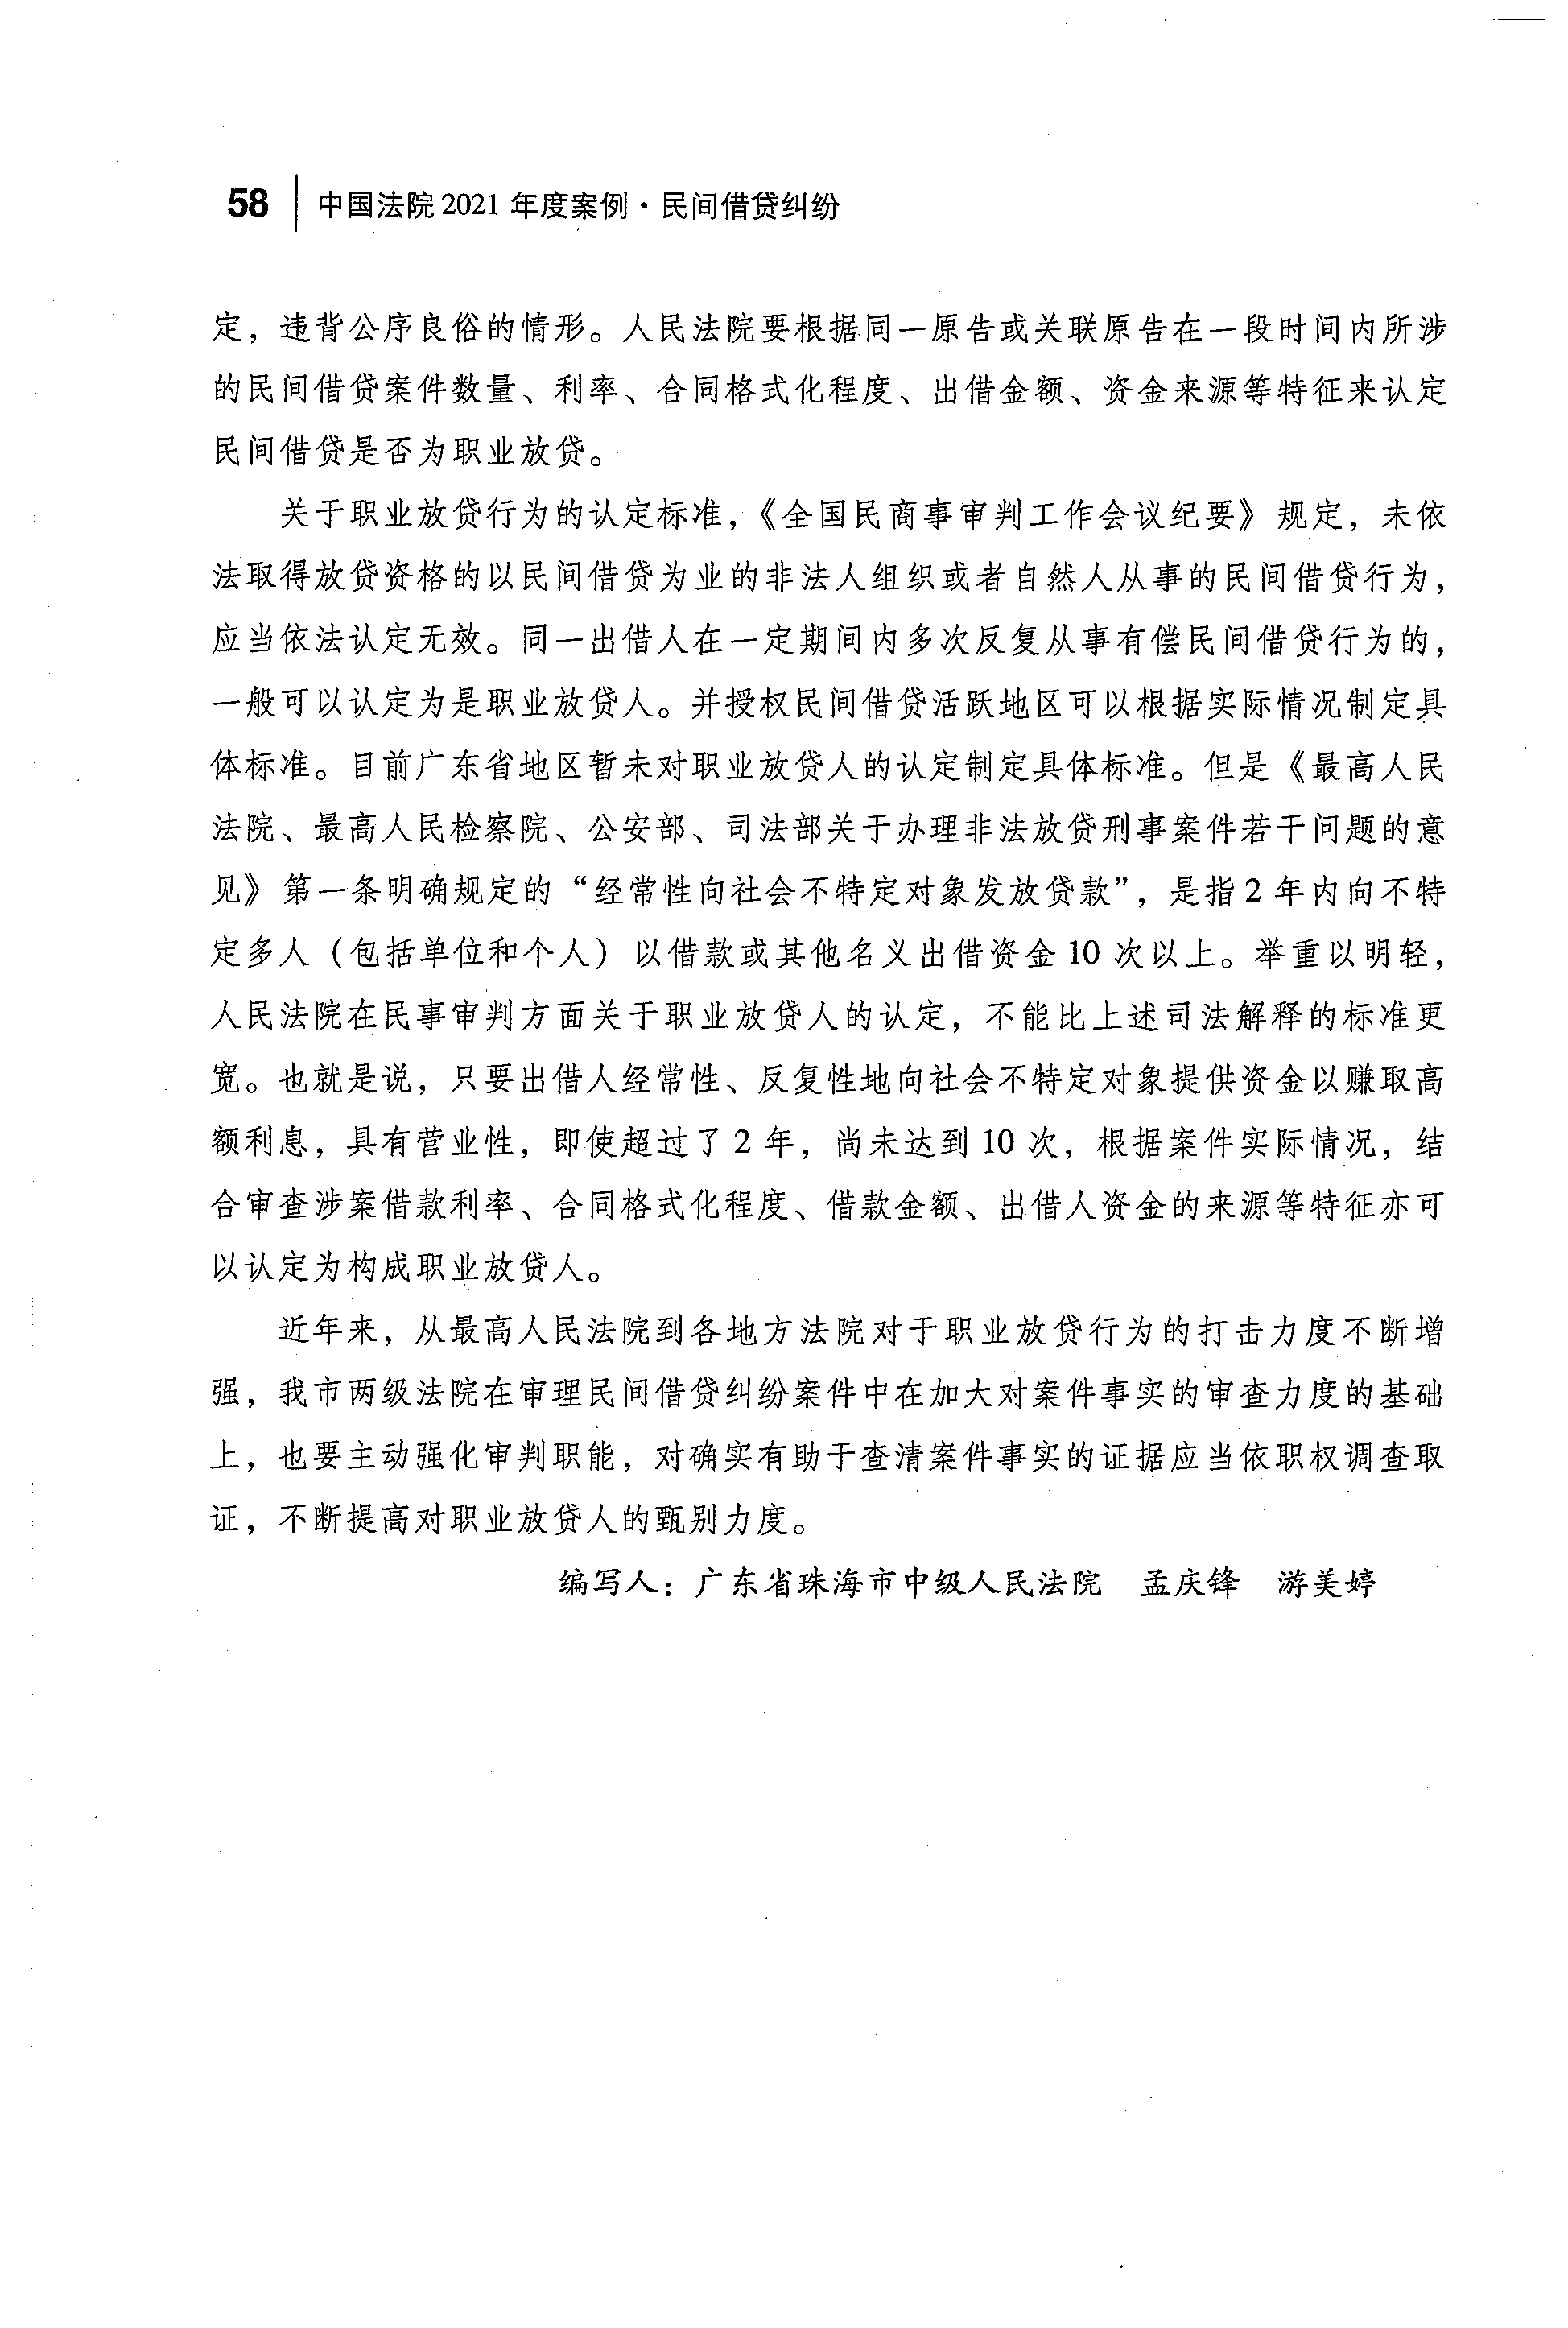 58 中国法院 2021 年度案例·民间借贷纠纷
定，违背公序良俗的情形。人民法院要根据同一原告或关联原告在一段时间内所涉
的民间借贷案件数量、利率、合同格式化程度、出借金额、资金来源等特征来认定
民间借贷是否为职业放贷。
关于职业放贷行为的认定标准，《全国民商事审判工作会议纪要》规定，未依
法取得放贷资格的以民间借贷为业的非法人组织或者自然人从事的民间借贷行为，
应当依法认定无效。同一出借人在一定期间内多次反复从事有偿民间借贷行为的，
一般可以认定为是职业放贷人。并授权民间借贷活跃地区可以根据实际情况制定具
体标准。目前广东省地区暂未对职业放贷人的认定制定具体标准。但是《最高人民
法院、最高人民检察院、公安部、司法部关于办理非法放贷刑事案件若干问题的意
见》第一条明确规定的“经常性向社会不特定对象发放贷款”，是指 2 年内向不特
定多人（包括单位和个人）以借款或其他名义出借资金 10 次以上。举重以明轻，
人民法院在民事审判方面关于职业放贷人的认定，不能比上述司法解释的标准更
宽。也就是说，只要出借人经常性、反复性地向社会不特定对象提供资金以赚取高
额利息，具有营业性，即使超过了 2 年，尚未达到 10 次，根据案件实际情况，结
合审查涉案借款利率、合同格式化程度、借款金额、出借人资金的来源等特征亦可
以认定为构成职业放贷人。
近年来，从最高人民法院到各地方法院对于职业放贷行为的打击力度不断增
强，我市两级法院在审理民间借贷纠纷案件中在加大对案件事实的审查力度的基础
上，也要主动强化审判职能，对确实有助于查清案件事实的证据应当依职权调查取
证，不断提高对职业放贷人的甄别力度。
编写人：广东省珠海市中级人民法院 孟庆锋 游美婷